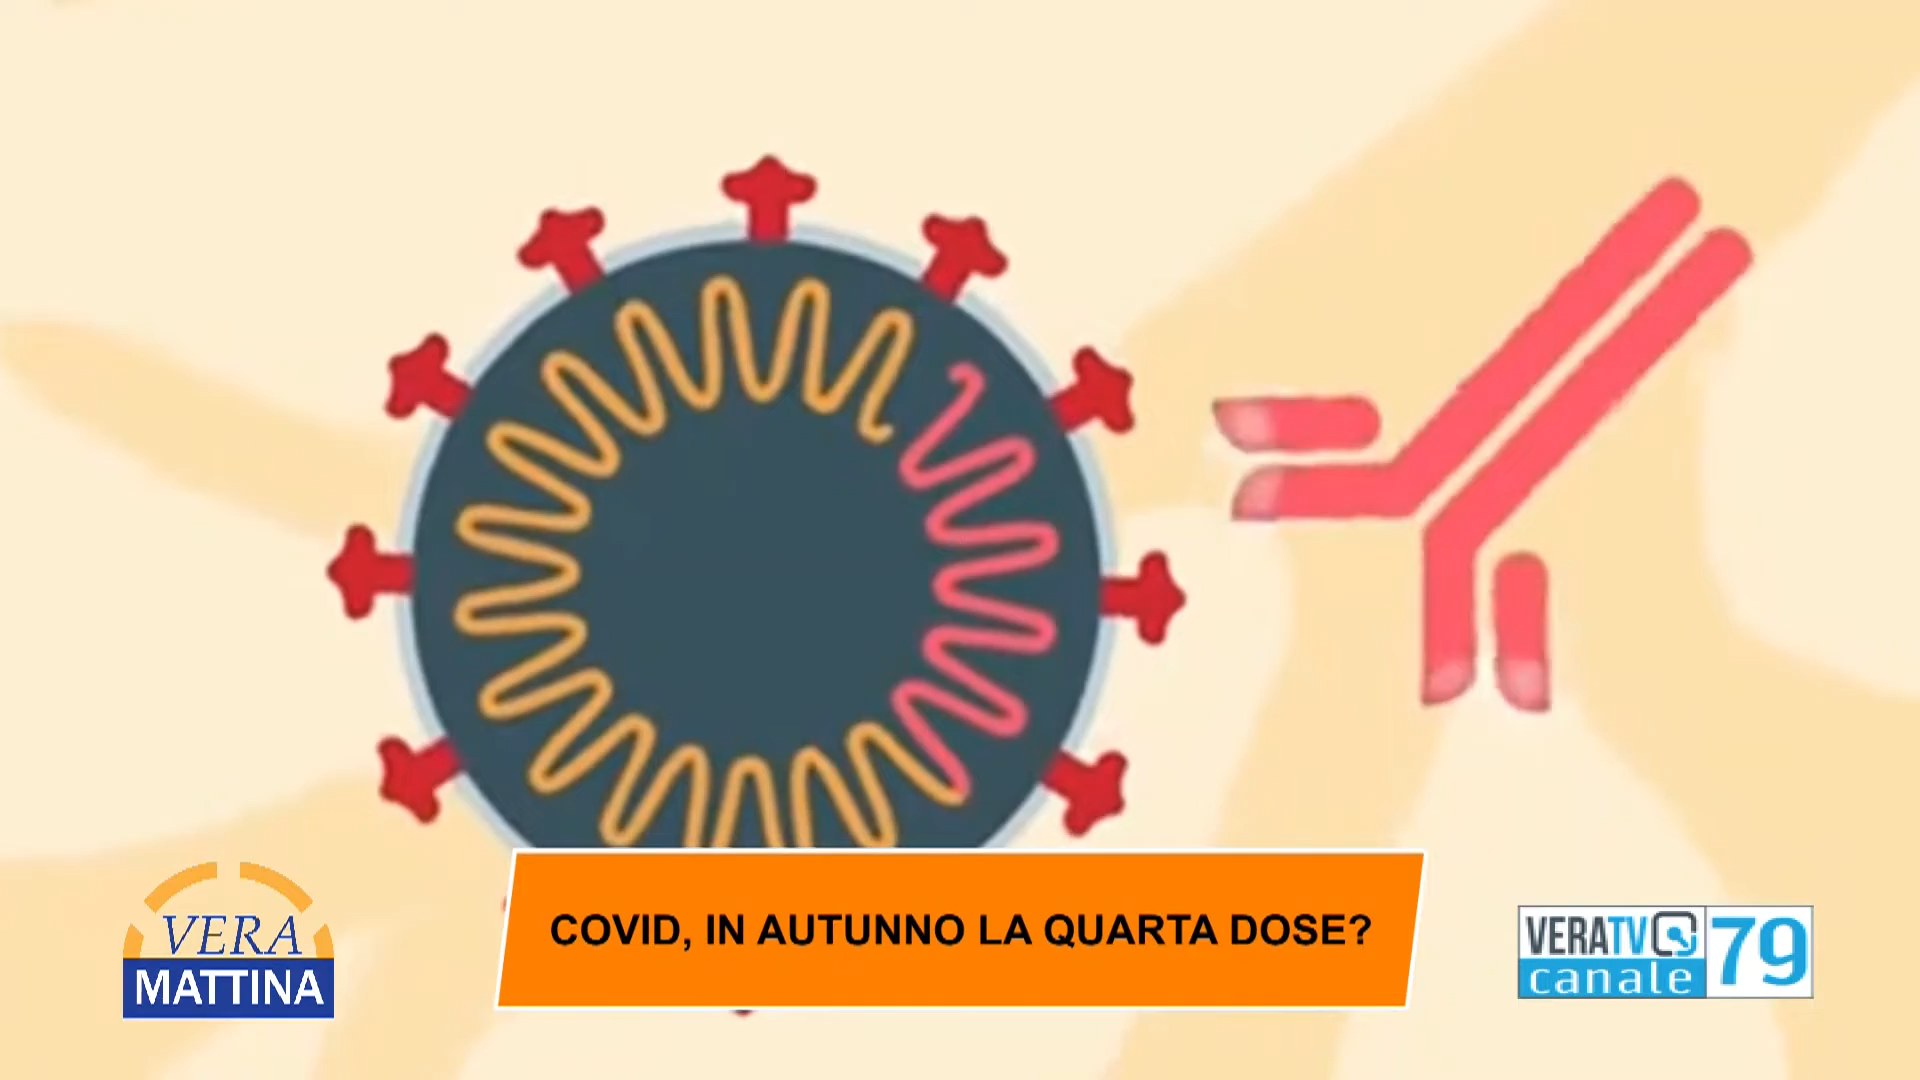 VERA
MATTINA
COVID, IN AUTUNNO LA QUARTA DOSE?
VERATV
canale
79